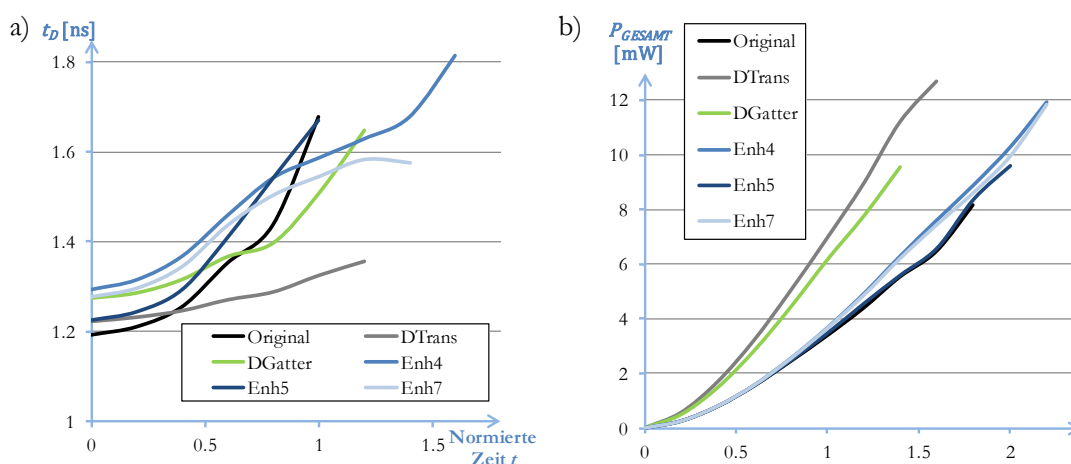 a)
t_D [ns]
1.8
1.6
1.4
1.2
1
0
0.5
1
1.5
Normierte
Zeit t
Original
DTrans
DGatter
Enh4
Enh5
Enh7
b)
P_GESAMT
[mW]
12
10
8
6
4
2
0
0
0.5
1
1.5
2
Original
DTrans
DGatter
Enh4
Enh5
Enh7